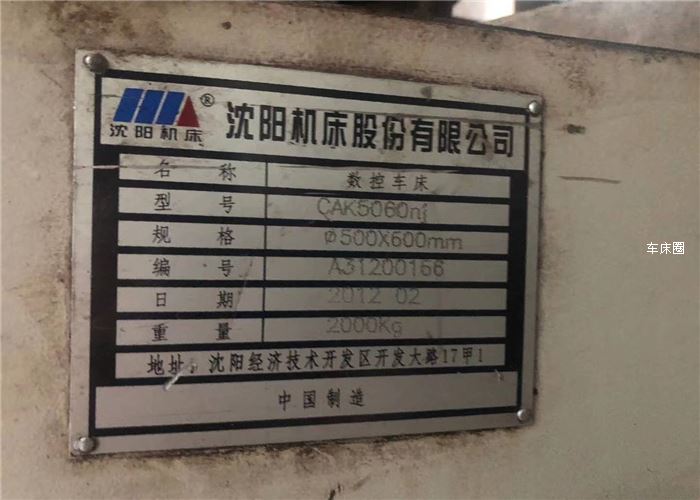 沈阳机床 ® 沈阳机床股份有限公司
名 称 数控车床
型 号 CAK5060nj
规 格 Φ500X600mm
编 号 A31200166
日 期 2012 02
重 量 2000Kg
地址: 沈阳经济技术开发区开发大路17甲1
中国制造
车床圈